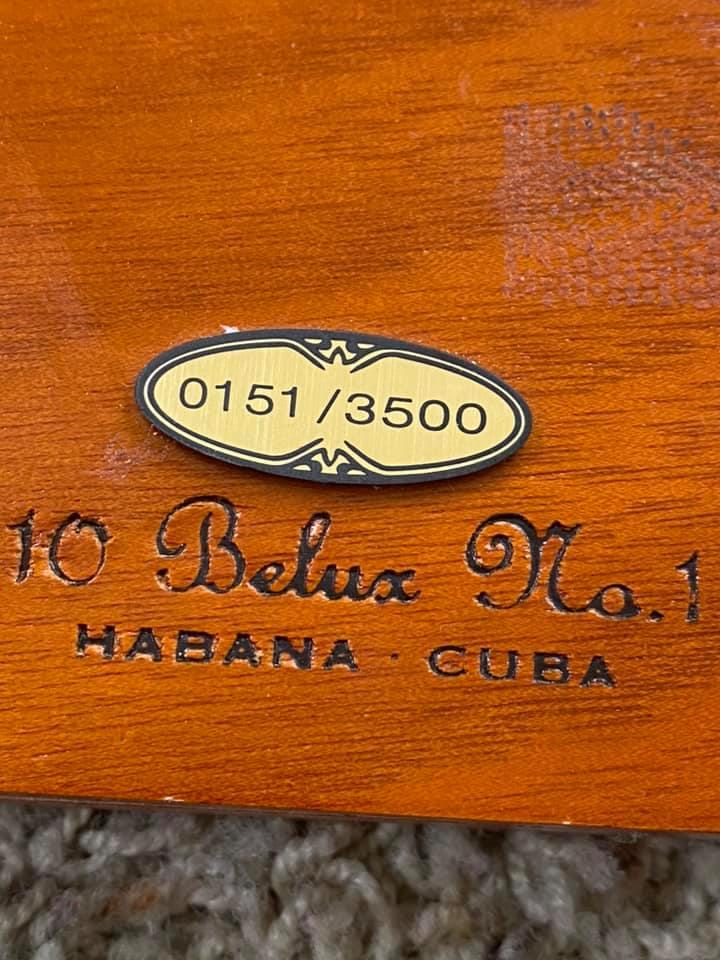 0151/3500
10 Belux No.1
HABANA · CUBA